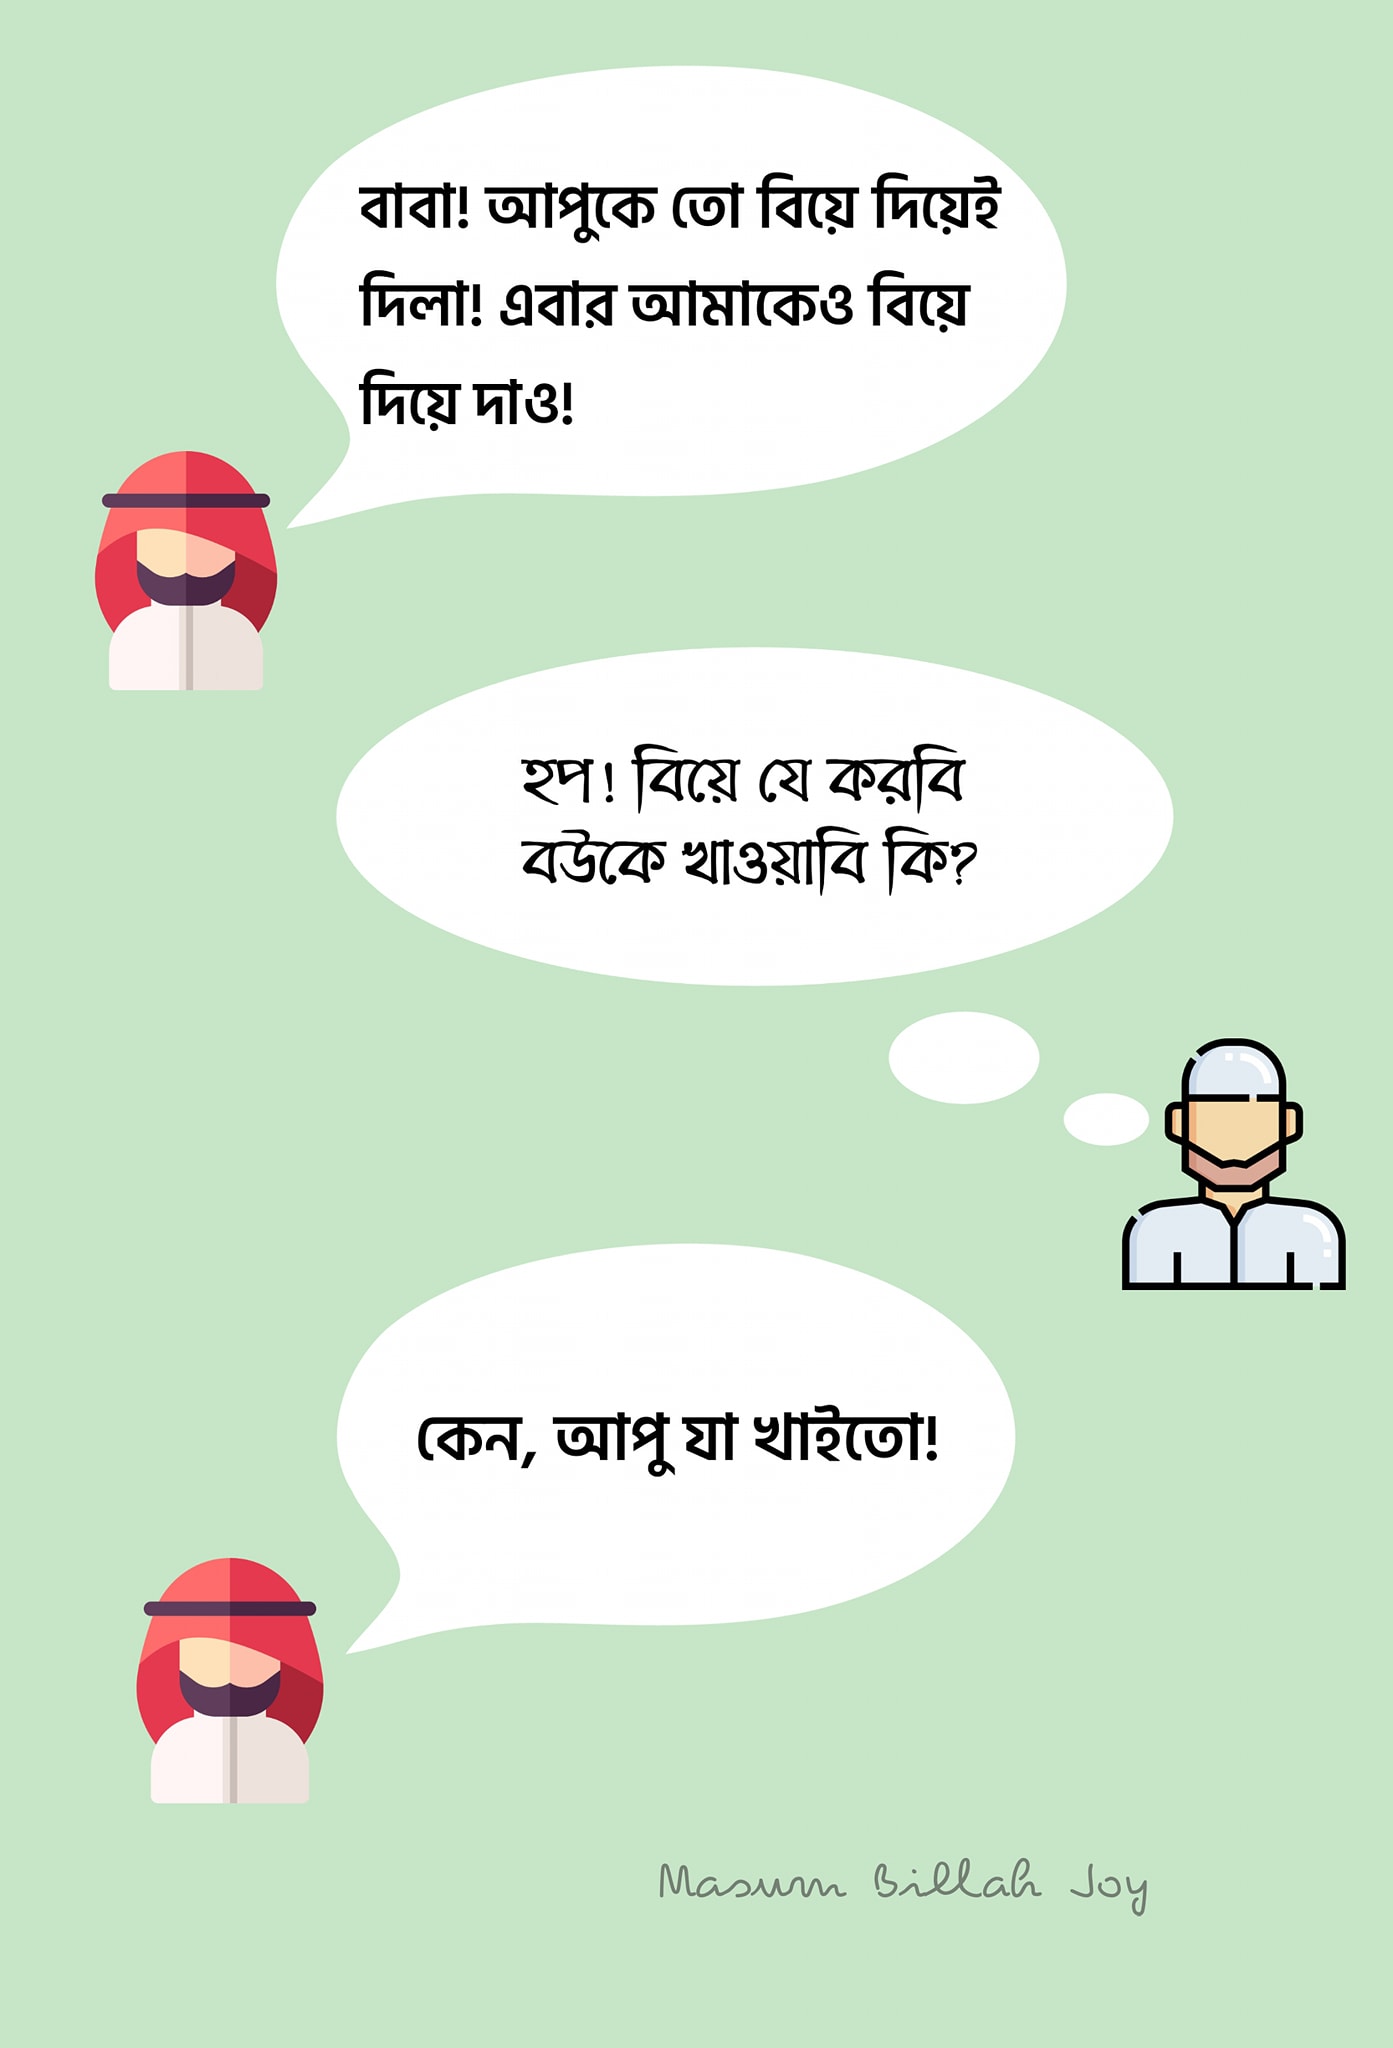 বাবা! আপুকে তো বিয়ে দিয়েই
দিলা! এবার আমাকেও বিয়ে
দিয়ে দাও!
হপ! বিয়ে যে করবি
বউকে খাওয়াবি কি?
কেন, আপু যা খাইতো!
Masum Billah Joy